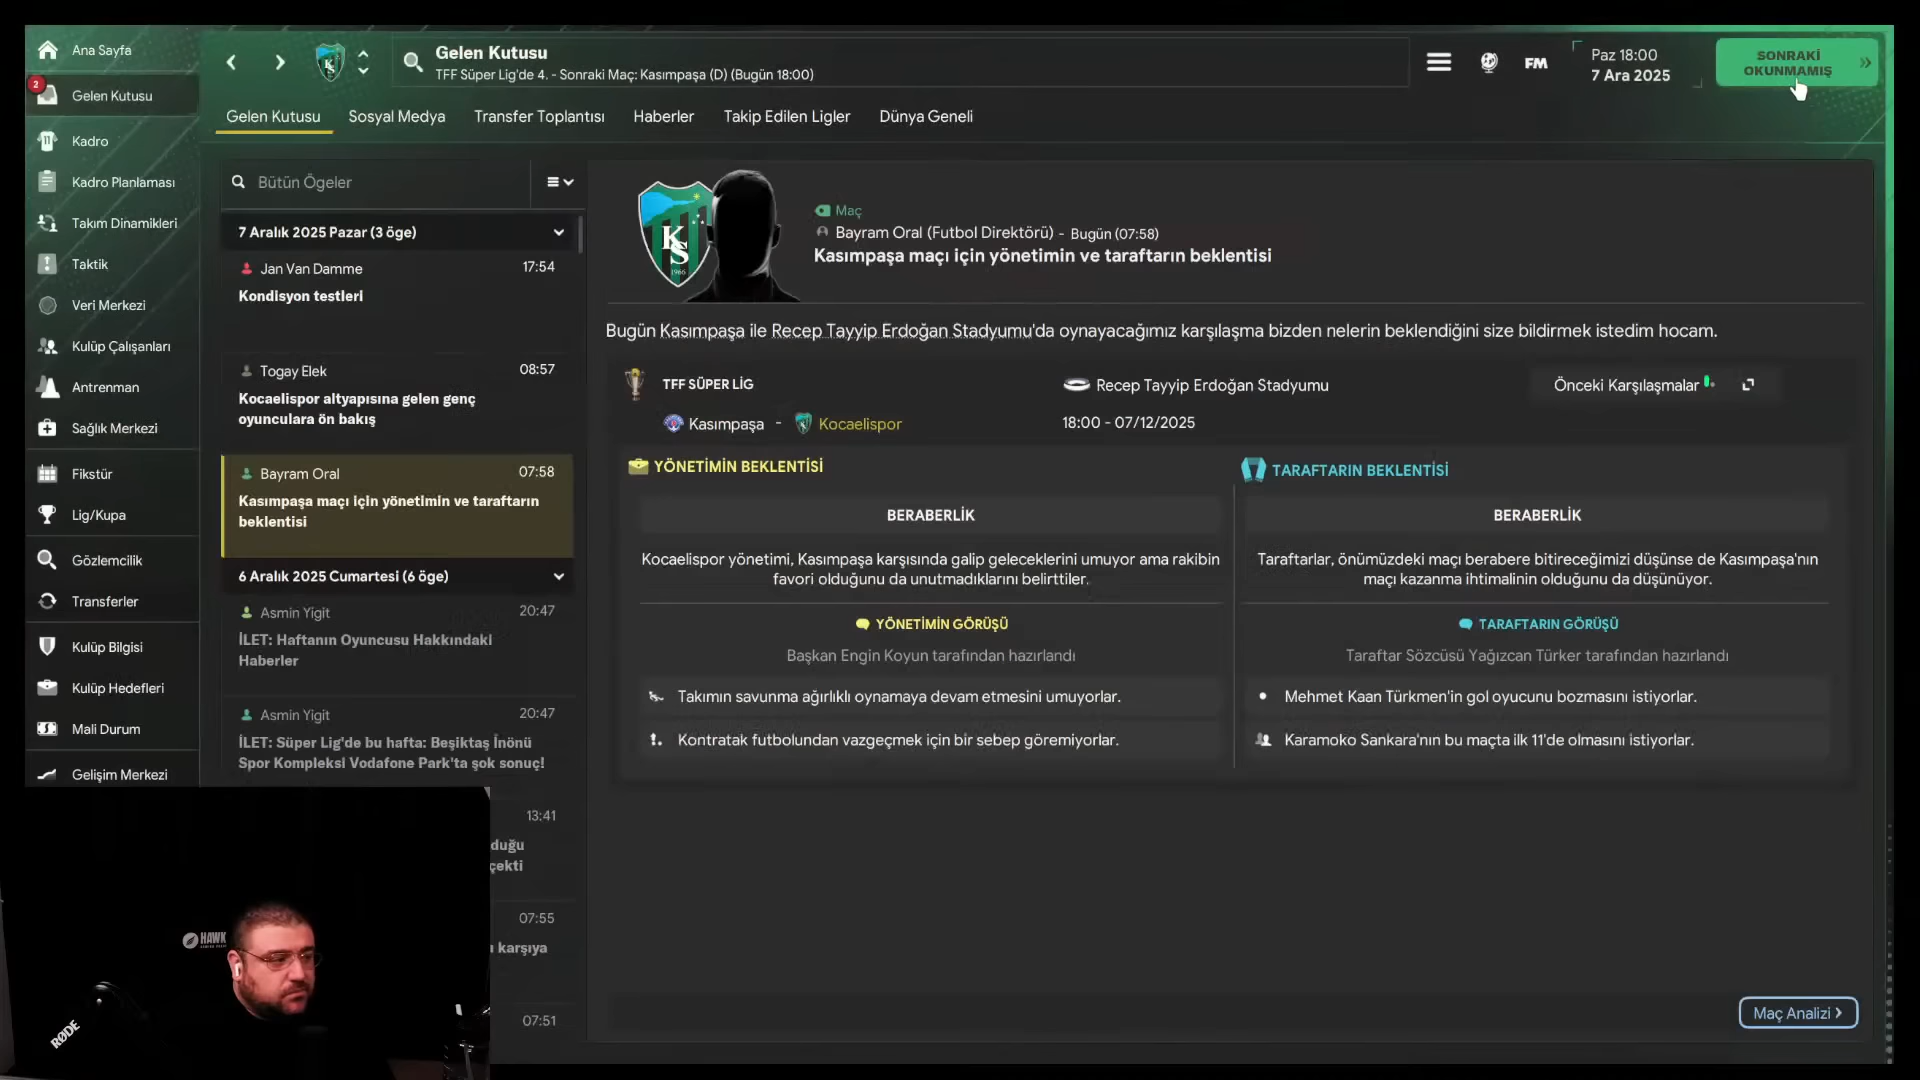 Ana Sayfa
2
Gelen Kutusu
Kadro
Kadro Planlaması
Takım Dinamikleri
Taktik
Veri Merkezi
Kulüp Çalışanları
Antrenman
Sağlık Merkezi
Fikstür
Lig/Kupa
Gözlemcilik
Transferler
Kulüp Bilgisi
Kulüp Hedefleri
Mali Durum
Gelişim Merkezi
Gelen Kutusu
TFF Süper Lig'de 4. - Sonraki Maç: Kasımpaşa (D) (Bugün 18:00)
FM
Paz 18:00
7 Ara 2025
SONRAKİ
OKUNMAMIŞ
Gelen Kutusu Sosyal Medya Transfer Toplantısı Haberler Takip Edilen Ligler Dünya Geneli
Bütün Ögeler
7 Aralık 2025 Pazar (3 öge)
Jan Van Damme 17:54
Kondisyon testleri
Togay Elek 08:57
Kocaelispor altyapısına gelen genç
oyunculara ön bakış
Bayram Oral 07:58
Kasımpaşa maçı için yönetimin ve taraftarın
beklentisi
6 Aralık 2025 Cumartesi (6 öge)
Asmin Yigit 20:47
İLET: Haftanın Oyuncusu Hakkındaki
Haberler
Asmin Yigit 20:47
İLET: Süper Lig'de bu hafta: Beşiktaş İnönü
Spor Kompleksi Vodafone Park'ta şok sonuç!
13:41
duğu
çekti
07:55
karşıya
07:51
KS
1966
Maç
Bayram Oral (Futbol Direktörü) - Bugün (07:58)
Kasımpaşa maçı için yönetimin ve taraftarın beklentisi
Bugün Kasımpaşa ile Recep Tayyip Erdoğan Stadyumu'da oynayacağımız karşılaşma bizden nelerin beklendiğini size bildirmek istedim hocam.
TFF SÜPER LİG
Recep Tayyip Erdoğan Stadyumu
Önceki Karşılaşmalar
Kasımpaşa - Kocaelispor
18:00 - 07/12/2025
YÖNETİMİN BEKLENTİSİ
BERABERLİK
Kocaelispor yönetimi, Kasımpaşa karşısında galip geleceklerini umuyor ama rakibin
favori olduğunu da unutmadıklarını belirttiler.
YÖNETİMİN GÖRÜŞÜ
Başkan Engin Koyun tarafından hazırlandı
Takımın savunma ağırlıklı oynamaya devam etmesini umuyorlar.
Kontratak futbolundan vazgeçmek için bir sebep göremiyorlar.
TARAFTARIN BEKLENTİSİ
BERABERLİK
Taraftarlar, önümüzdeki maçı berabere bitireceğimizi düşünse de Kasımpaşa'nın
maçı kazanma ihtimalinin olduğunu da düşünüyor.
TARAFTARIN GÖRÜŞÜ
Taraftar Sözcüsü Yağızcan Türker tarafından hazırlandı
Mehmet Kaan Türkmen'in gol oyucunu bozmasını istiyorlar.
Karamoko Sankara'nın bu maçta ilk 11'de olmasını istiyorlar.
Maç Analizi
HAWK
RØDE